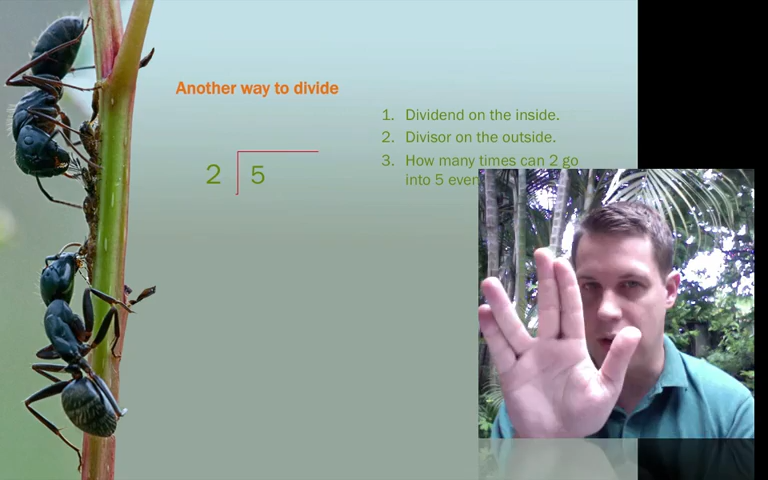 Another way to divide
1. Dividend on the inside.
2. Divisor on the outside.
3. How many times can 2 go
into 5
2 5